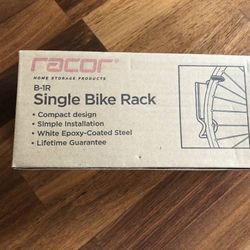 racor®
HOME STORAGE PRODUCTS
B-1R
Single Bike Rack
• Compact design
• Simple Installation
• White Epoxy-Coated Steel
• Lifetime Guarantee